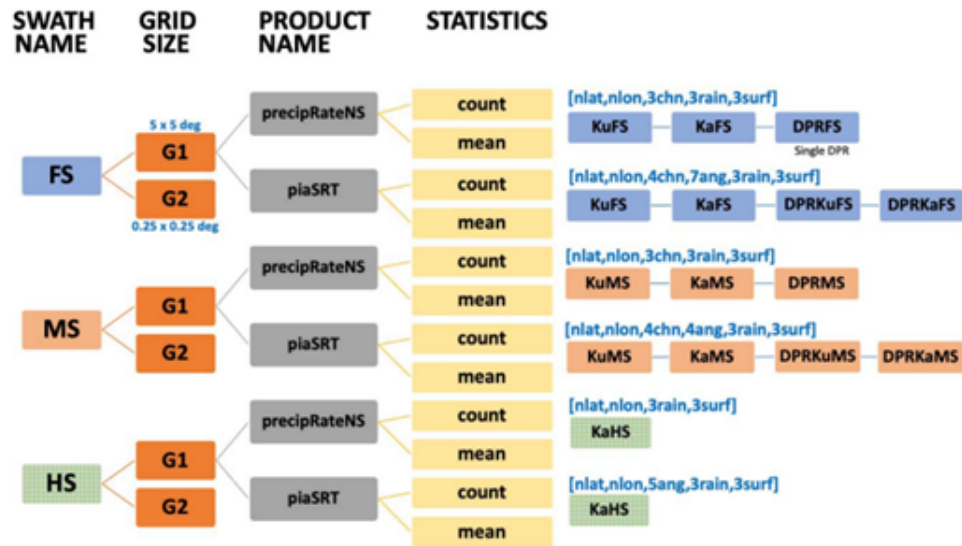 SWATH NAME
GRID SIZE
PRODUCT NAME
STATISTICS
FS
5 x 5 deg
G1
G2
0.25 x 0.25 deg
precipRateNS
count
mean
[nlat,nlon,3chn,3rain,3surf]
KuFS
KaFS
DPRFS
Single DPR
piaSRT
count
mean
[nlat,nlon,4chn,7ang,3rain,3surf]
KuFS
KaFS
DPRKuFS
DPRKaFS
MS
G1
G2
precipRateNS
count
mean
[nlat,nlon,3chn,3rain,3surf]
KuMS
KaMS
DPRMS
piaSRT
count
mean
[nlat,nlon,4chn,4ang,3rain,3surf]
KuMS
KaMS
DPRKuMS
DPRKaMS
HS
G1
G2
precipRateNS
count
mean
[nlat,nlon,3rain,3surf]
KaHS
piaSRT
count
mean
[nlat,nlon,5ang,3rain,3surf]
KaHS